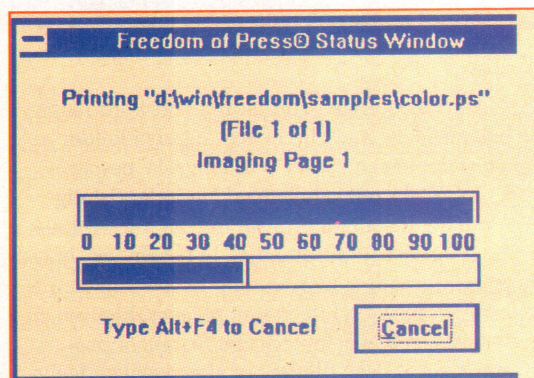 Freedom of Press© Status Window
Printing "d:\win\freedom\samples\color.ps"
(File 1 of 1)
Imaging Page 1
0 10 20 30 40 50 60 70 80 90 100
Type Alt+F4 to Cancel
Cancel